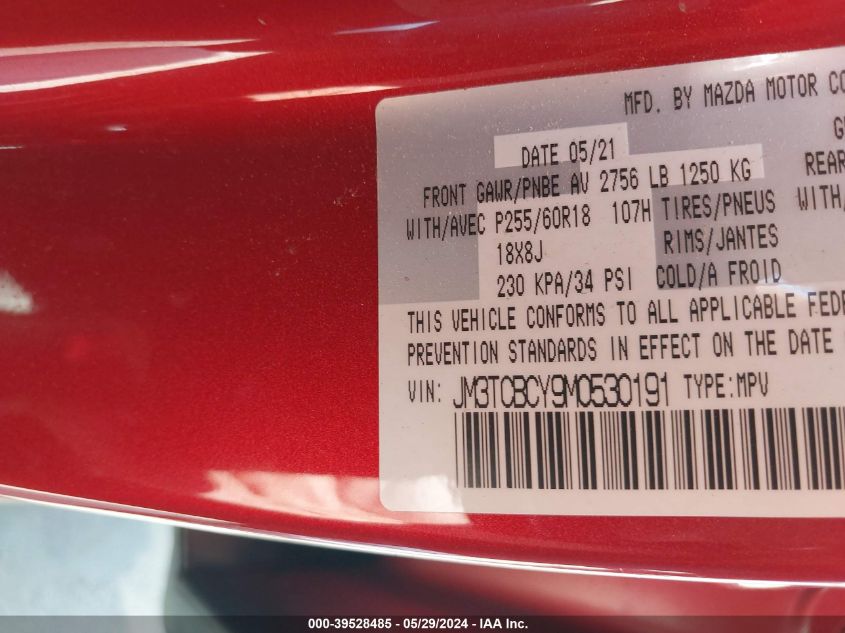 MFD. BY MAZDA MOTOR CO
DATE 05/21
FRONT GAWR/PNBE AV 2756 LB 1250 KG
REAR
WITH/AVEC P255/60R18 107H TIRES/PNEUS WITH/
18X8J RIMS/JANTES
230 KPA/34 PSI COLD/A FROID
THIS VEHICLE CONFORMS TO ALL APPLICABLE FEDE
PREVENTION STANDARDS IN EFFECT ON THE DATE
VIN: JM3TCBCY9M0530191 TYPE:MPV
000-39528485 - 05/29/2024 - IAA Inc.